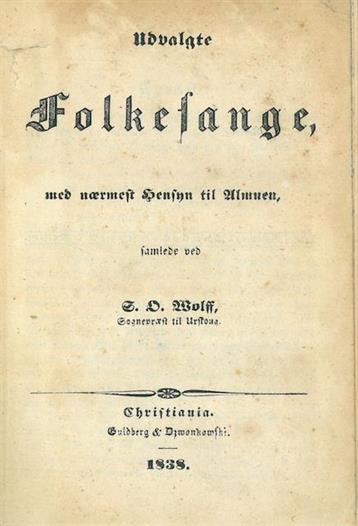 Udvalgte
Folkesange,
med nærmest Hensyn til Almuen,
samlede ved
S. O. Wolff,
Sognepræst til Urskoug.
Christiania.
Guldberg & Dzwonkowski.
1838.